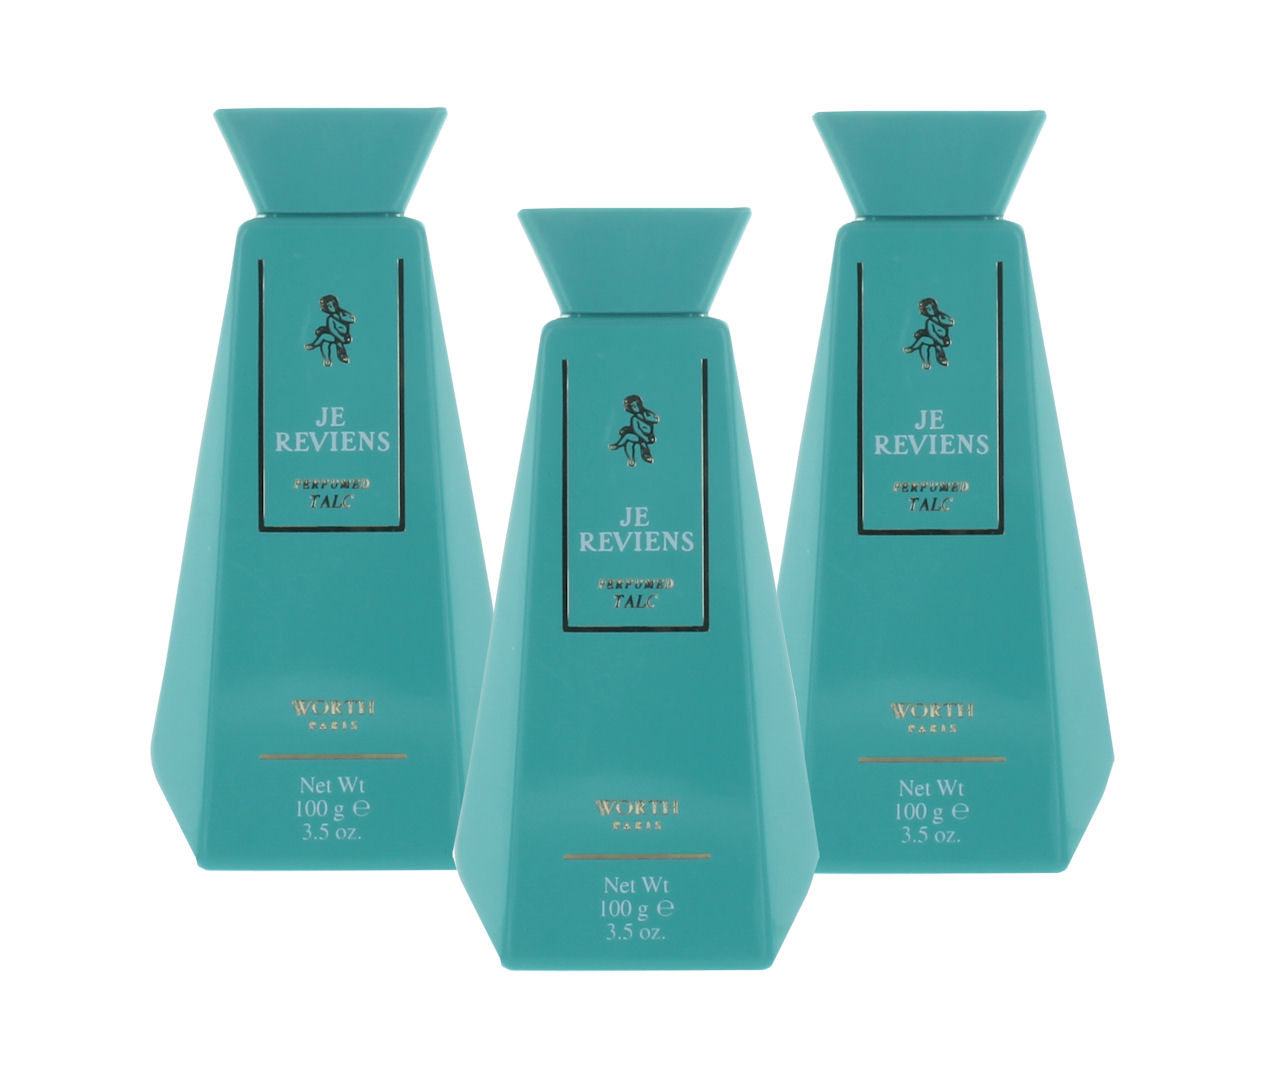 JE
REVIENS
PERFUMED
TALC
WORTH
PARIS
Net Wt
100 g ℮
3.5 oz.
JE
REVIENS
PERFUMED
TALC
WORTH
PARIS
Net Wt
100 g ℮
3.5 oz.
JE
REVIENS
PERFUMED
TALC
WORTH
PARIS
Net Wt
100 g ℮
3.5 oz.